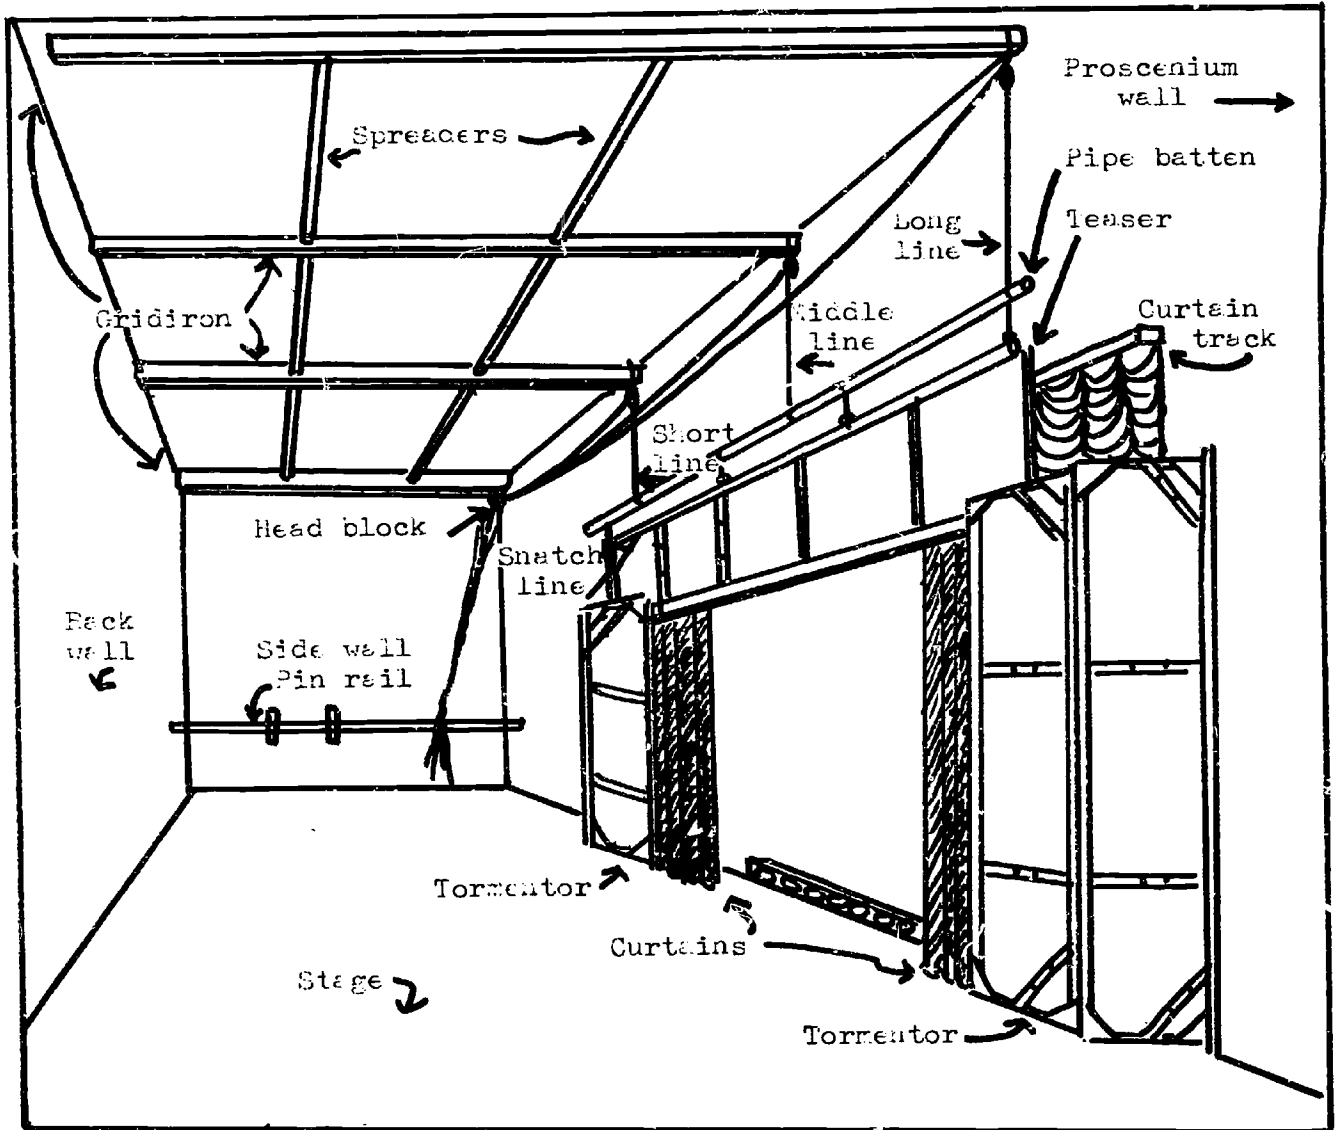 Proscenium
wall
Spreaders
Pipe batten
Teaser
Long
line
Gridiron
Middle
line
Curtain
track
Short
line
Head block
Snatch
line
Back
wall
Side wall
Pin rail
Tormentor
Curtains
Stage
Tormentor